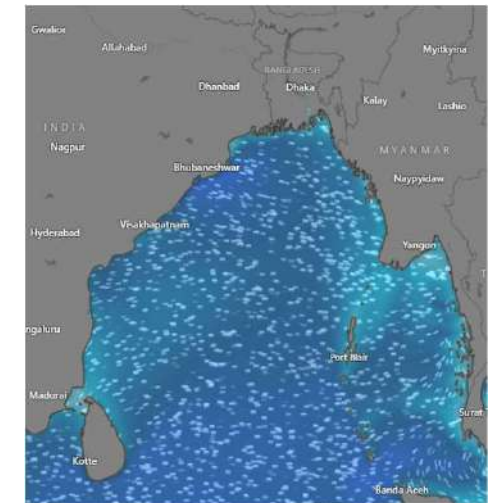 Gwalior
Myitkyina
Allahabad
BANGLADESH
Dhanbad
Dhaka
Kalay
Lashio
INDIA
Nagpur
MYANMAR
Bhubaneshwar
Naypyidaw
Visakhapatnam
Hyderabad
Yangon
ngaluru
Port Blair
Madurai
Surat T
Kotte
Banda Aceh